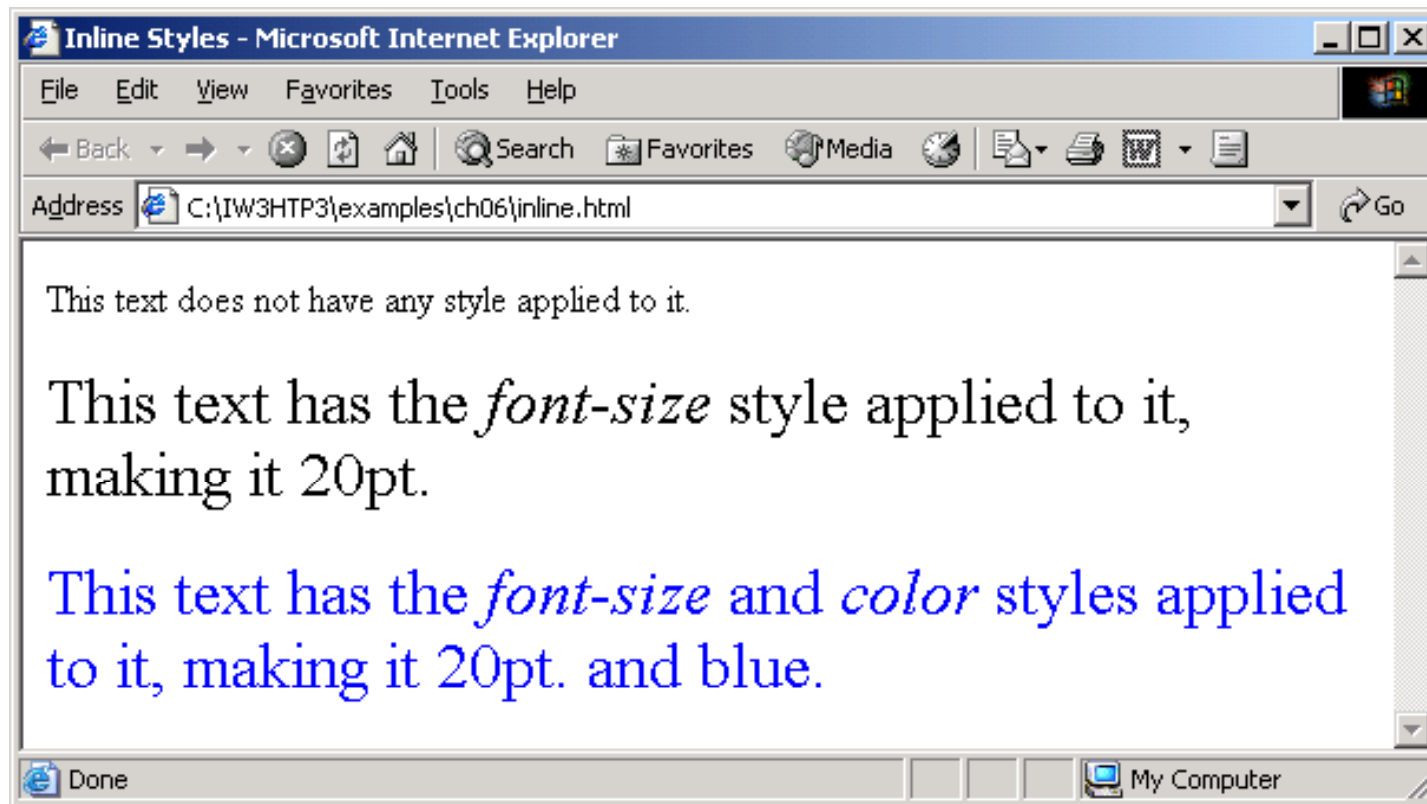 Inline Styles - Microsoft Internet Explorer
File Edit View Favorites Tools Help
Back Search Favorites Media
Address C:\IW3HTP3\examples\ch06\inline.html Go
This text does not have any style applied to it.
This text has the font-size style applied to it,
making it 20pt.
This text has the font-size and color styles applied
to it, making it 20pt. and blue.
Done My Computer